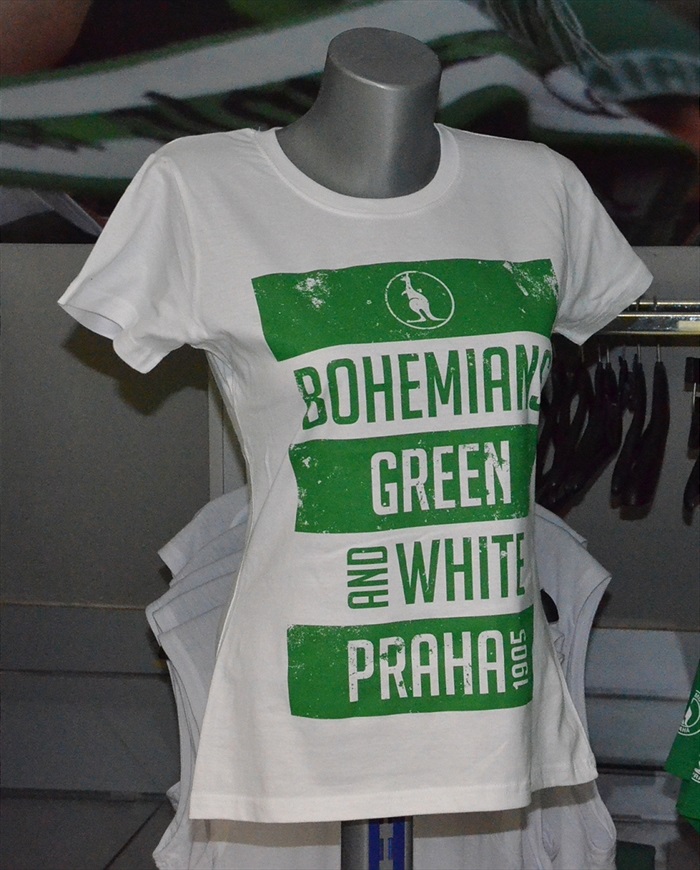 BOHEMIANS
GREEN
AND WHITE
PRAHA 1905